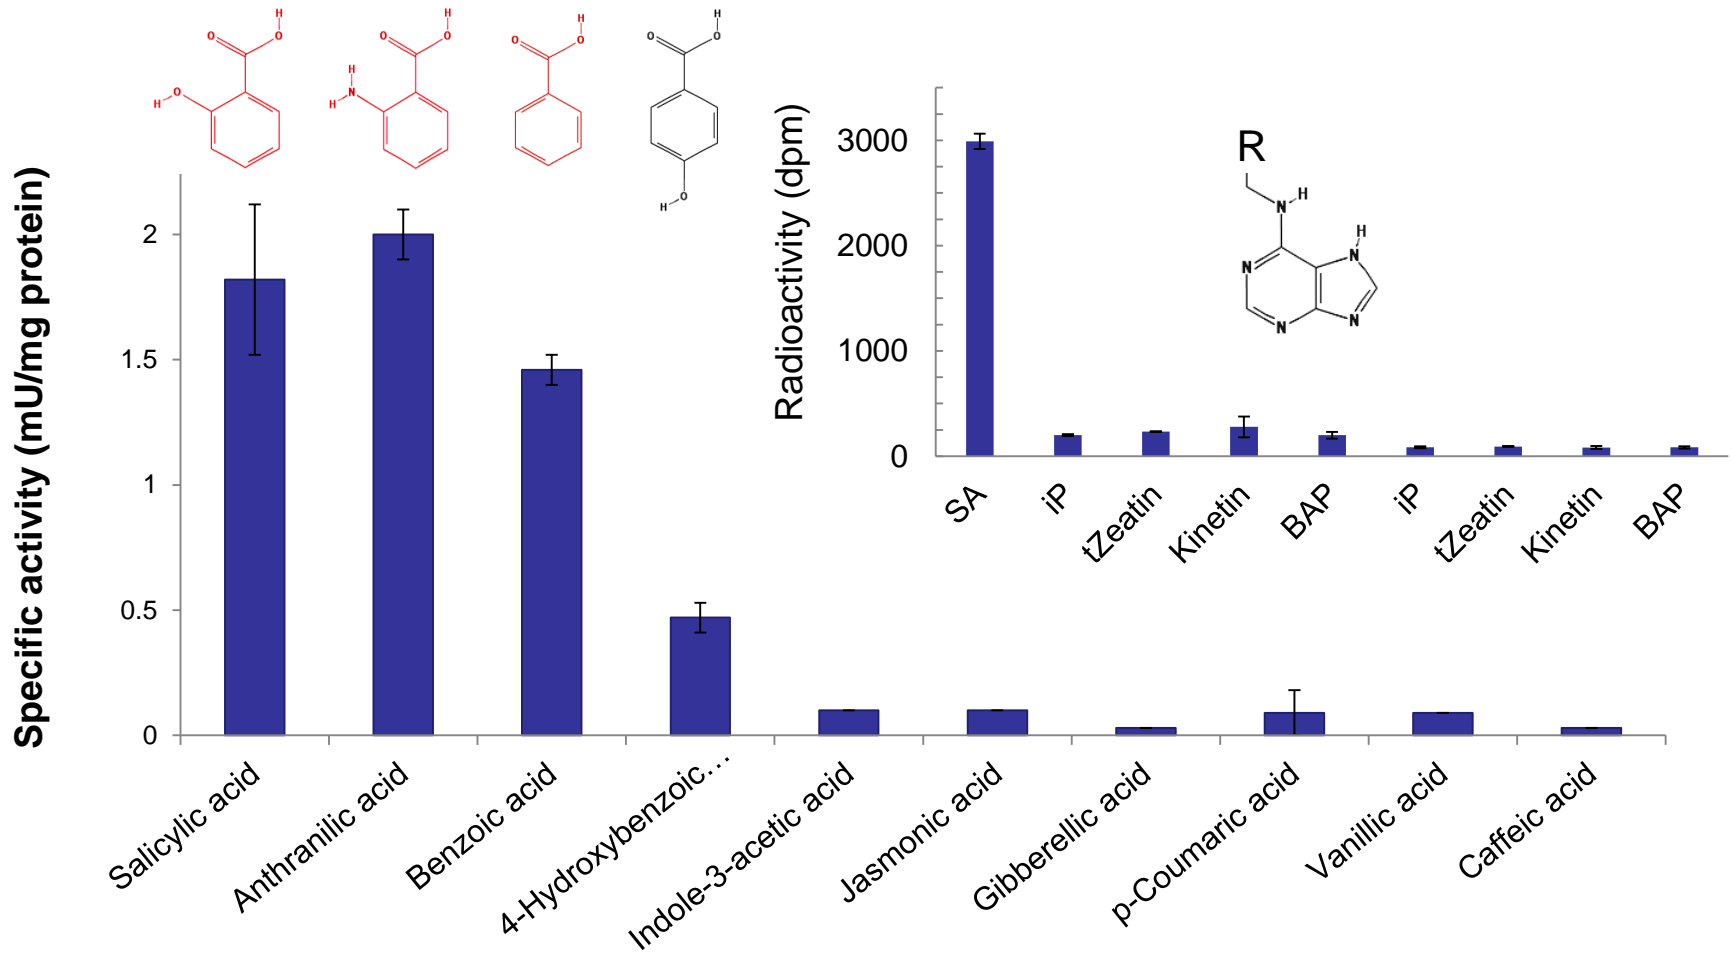 H
O
O
H
O
H
O
O
H
N
H
H
O
O
H
O
O
H
O
Specific activity (mU/mg protein)
2
1.5
1
0.5
0
Salicylic acid
Anthranilic acid
Benzoic acid
4-Hydroxybenzoic…
Indole-3-acetic acid
Jasmonic acid
Gibberellic acid
p-Coumaric acid
Vanillic acid
Caffeic acid
Radioactivity (dpm)
3000
2000
1000
0
SA
iP
tZeatin
Kinetin
BAP
iP
tZeatin
Kinetin
BAP
R
H
N
H
N
N
N
N